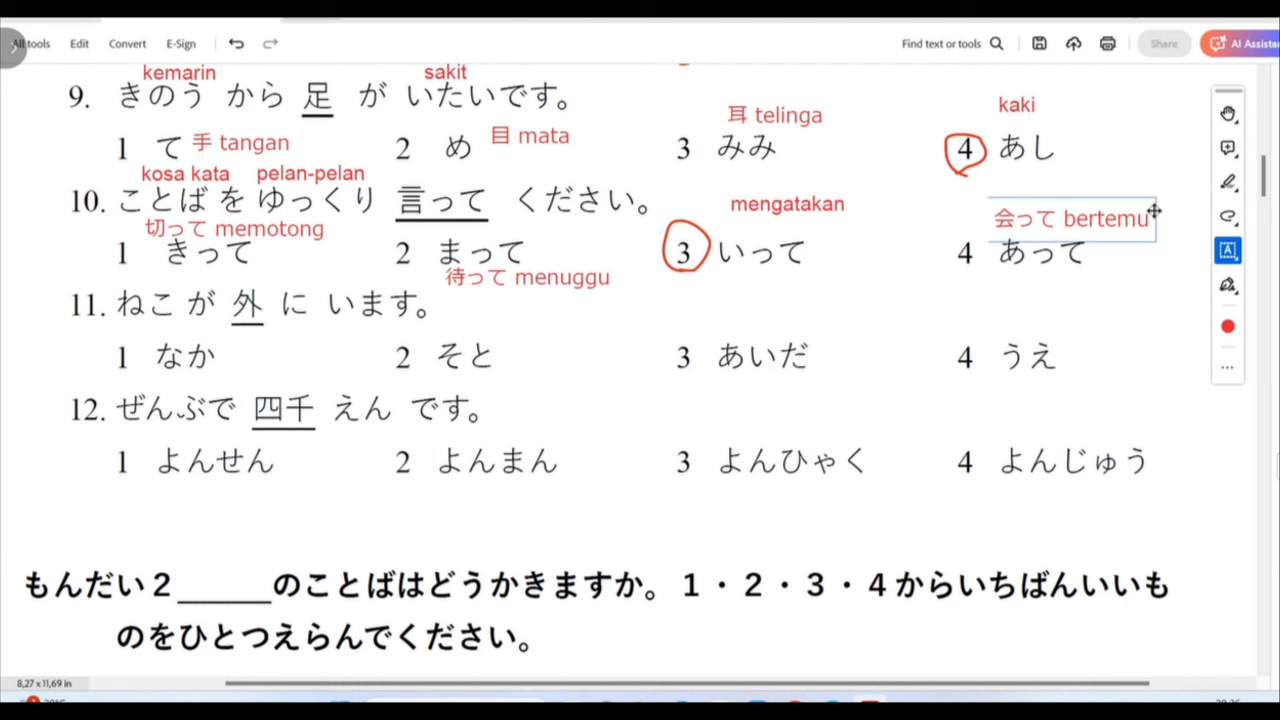 All tools Edit Convert E-Sign Find text or tools Share AI Assista
kemarin sakit
9. きのう から 足 が いたいです。
耳 telinga kaki
1 て 手 tangan 2 め 目 mata 3 みみ 4 あし
kosa kata pelan-pelan
10. ことば を ゆっくり 言って ください。
mengatakan
切って memotong 会って bertemu
1 きって 2 まって 3 いって 4 あって
待って menuggu
11. ねこ が 外 に います。
1 なか 2 そと 3 あいだ 4 うえ
12. ぜんぶで 四千 えん です。
1 よんせん 2 よんまん 3 よんひゃく 4 よんじゅう
もんだい２______のことばはどうかきますか。１・２・３・４からいちばんいいも
のをひとつえらんでください。
8,27 x 11,69 in